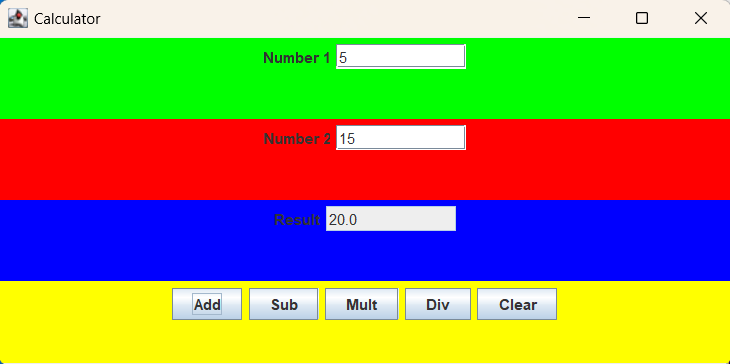 Calculator
Number 1 5
Number 2 15
Result 20.0
Add Sub Mult Div Clear